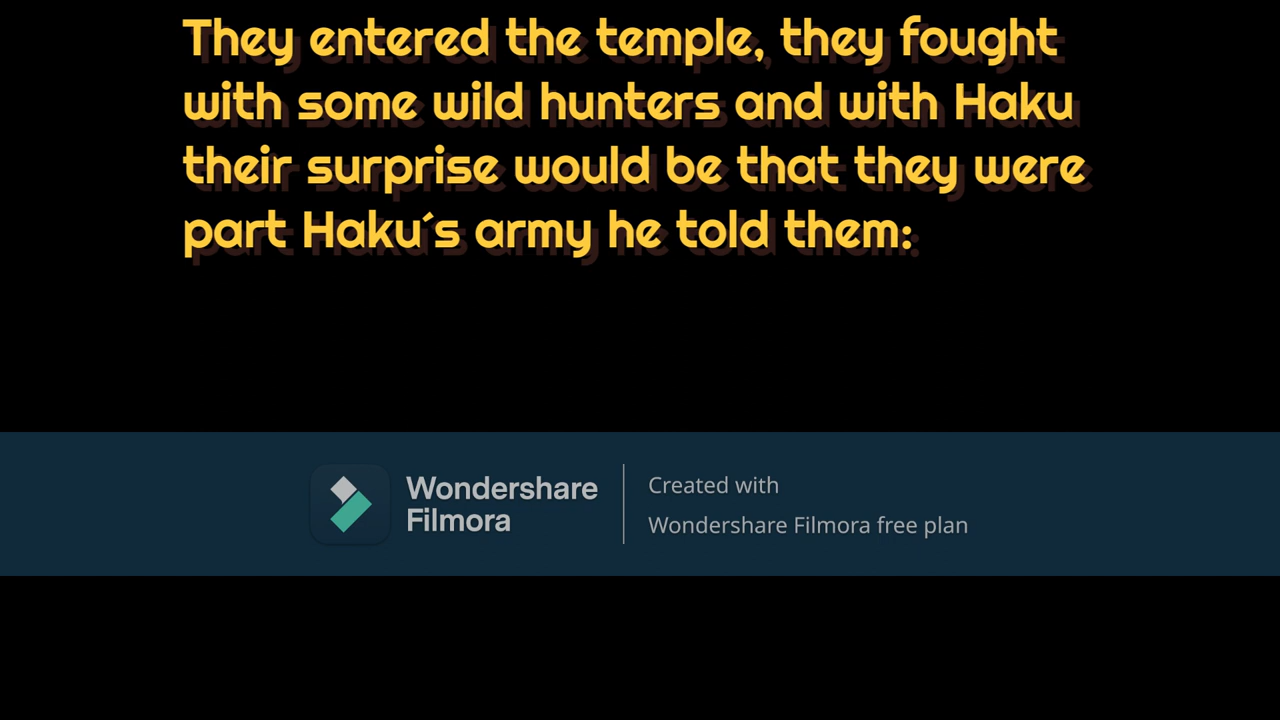 They entered the temple, they fought
with some wild hunters and with Haku
their surprise would be that they were
part Haku´s army he told them:
Wondershare
Filmora
Created with
Wondershare Filmora free plan